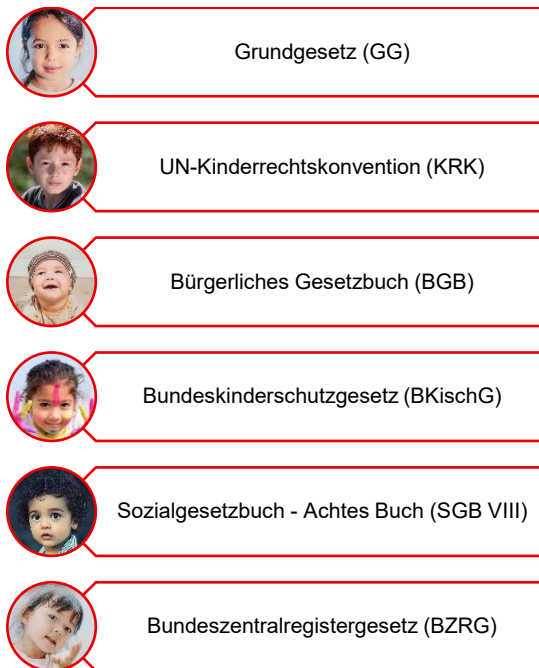 Grundgesetz (GG)
UN-Kinderrechtskonvention (KRK)
Bürgerliches Gesetzbuch (BGB)
Bundeskinderschutzgesetz (BKischG)
Sozialgesetzbuch - Achtes Buch (SGB VIII)
Bundeszentralregistergesetz (BZRG)